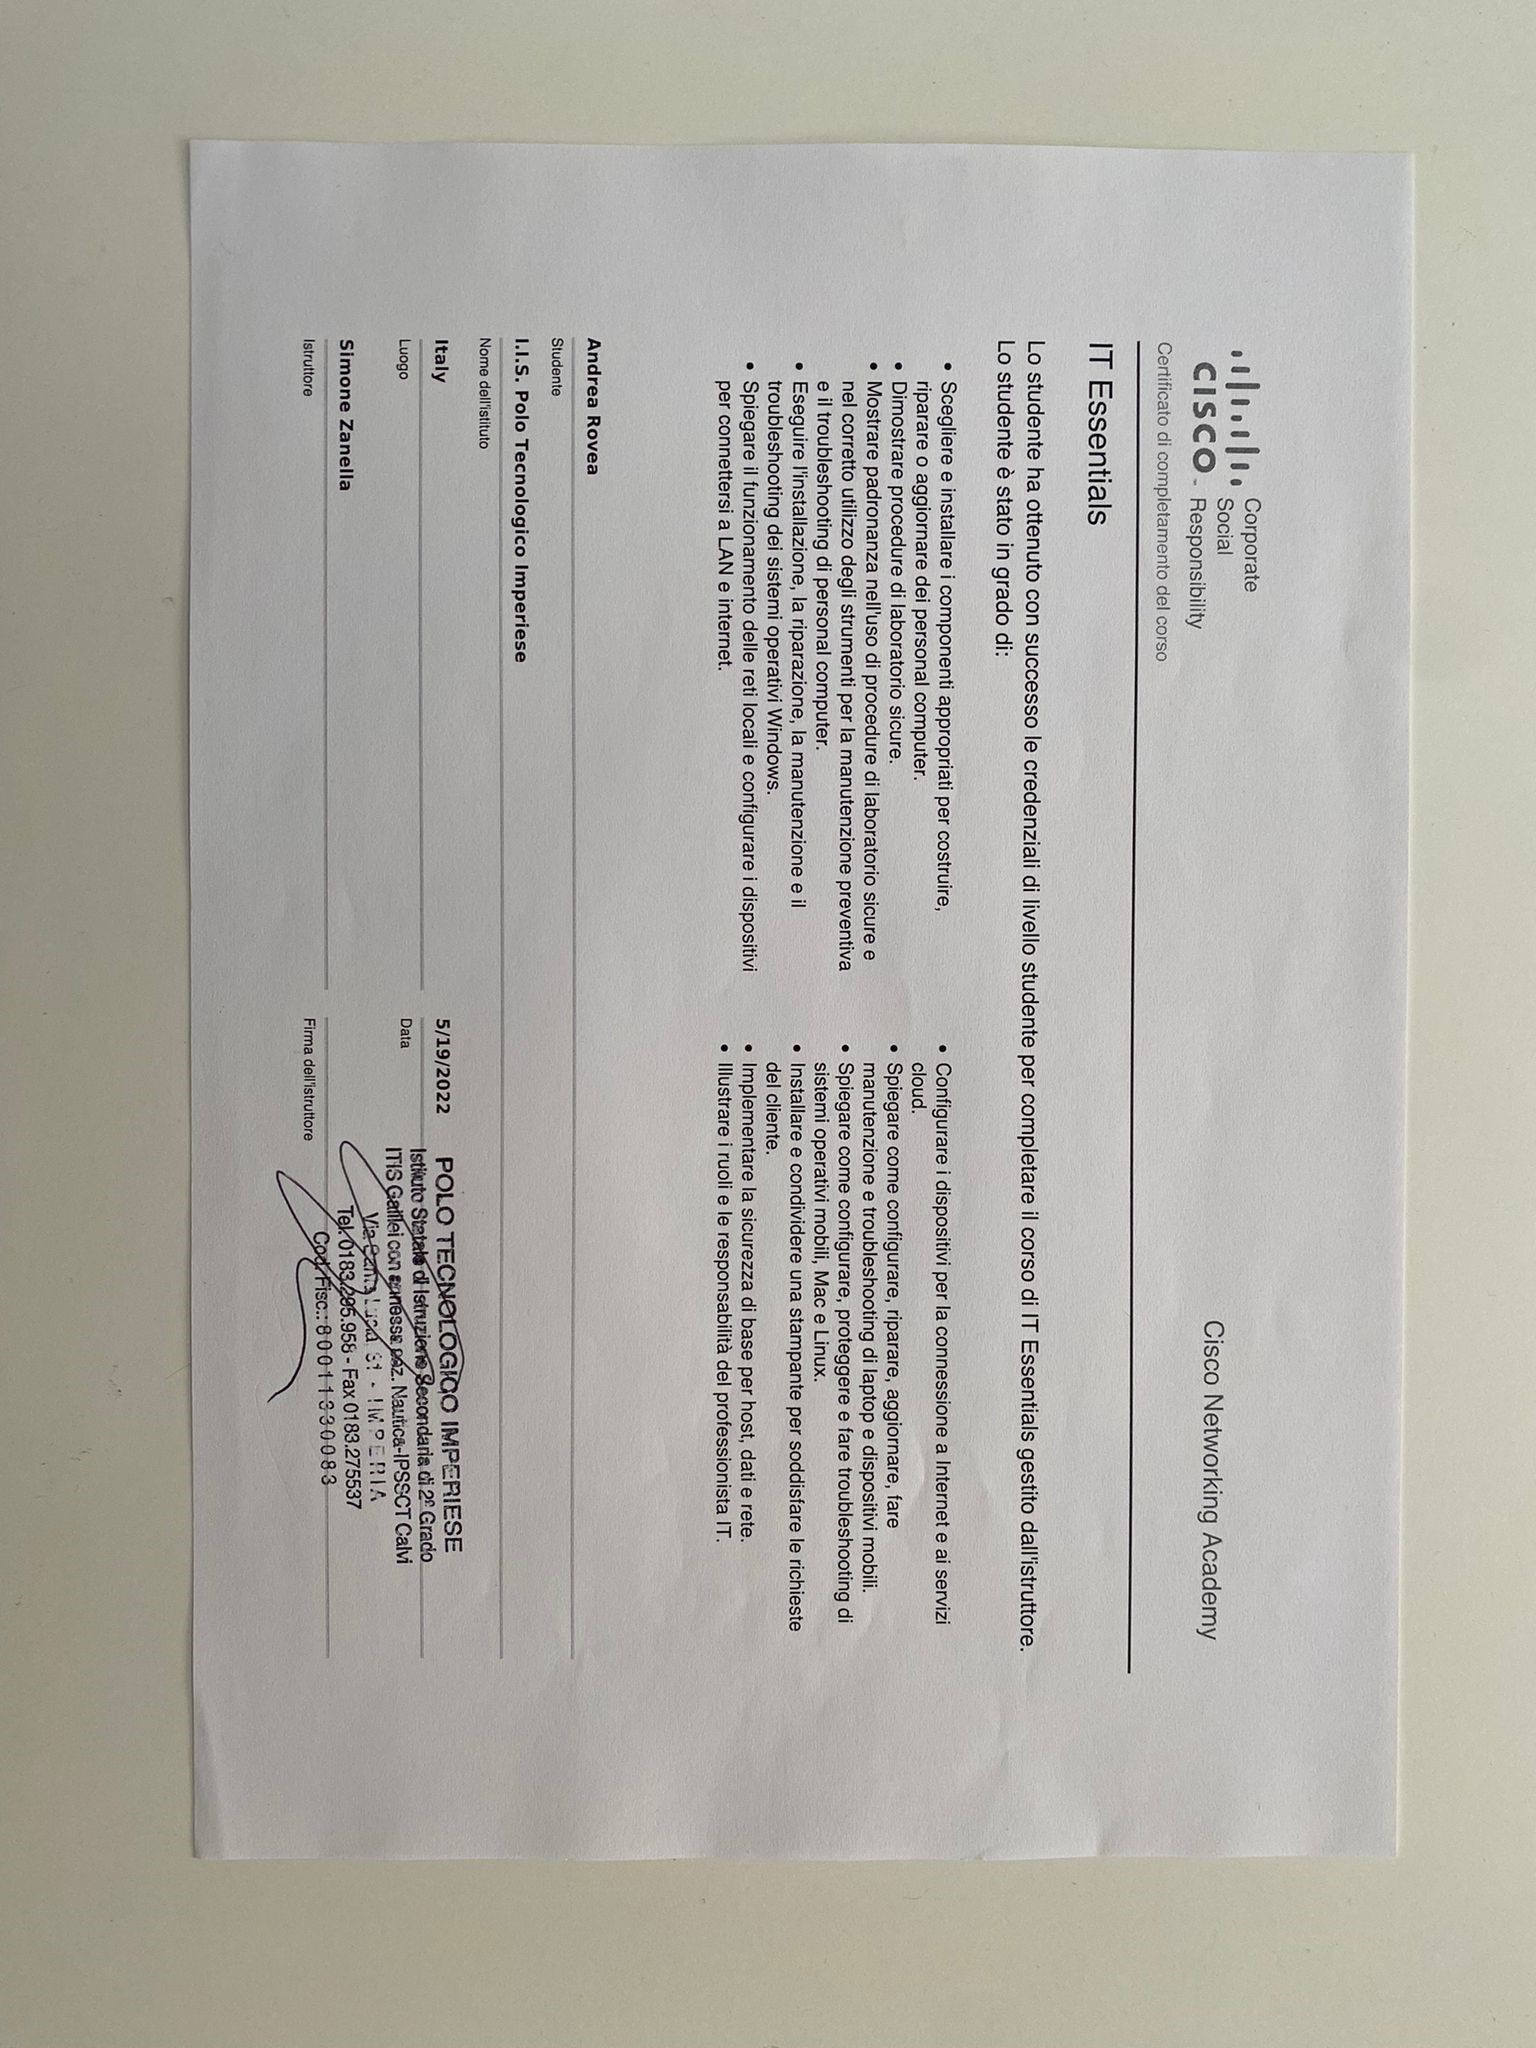 Corporate
Social
CISCO Responsibility
Cisco Networking Academy
Certificato di completamento del corso
IT Essentials
Lo studente ha ottenuto con successo le credenziali di livello studente per completare il corso di IT Essentials gestito dall'istruttore.
Lo studente è stato in grado di:
• Scegliere e installare i componenti appropriati per costruire,
riparare o aggiornare dei personal computer.
• Dimostrare procedure di laboratorio sicure.
• Mostrare padronanza nell'uso di procedure di laboratorio sicure e
nel corretto utilizzo degli strumenti per la manutenzione preventiva
e il troubleshooting di personal computer.
• Eseguire l'installazione, la riparazione, la manutenzione e il
troubleshooting dei sistemi operativi Windows.
• Spiegare il funzionamento delle reti locali e configurare i dispositivi
per connettersi a LAN e internet.
• Configurare i dispositivi per la connessione a Internet e ai servizi
cloud.
• Spiegare come configurare, riparare, aggiornare, fare
manutenzione e troubleshooting di laptop e dispositivi mobili.
• Spiegare come configurare, proteggere e fare troubleshooting di
sistemi operativi mobili, Mac e Linux.
• Installare e condividere una stampante per soddisfare le richieste
del cliente.
• Implementare la sicurezza di base per host, dati e rete.
• Illustrare i ruoli e le responsabilità del professionista IT.
Andrea Rovea
Studente
I.I.S. Polo Tecnologico Imperiese
Nome dell'istituto
Italy
Luogo
5/19/2022
Data
Simone Zanella
Istruttore
Firma dell'istruttore
POLO TECNOLOGICO IMPERIESE
Istituto Statale di Istruzione Secondaria di 2° Grado
ITIS Galilei con annessa sez. Nautica-IPSSCT Calvi
Via Santa Lucia 31 - IMPERIA
Tel. 0183.295.958 - Fax 0183.275537
Cod. Fisc.: 80011330083